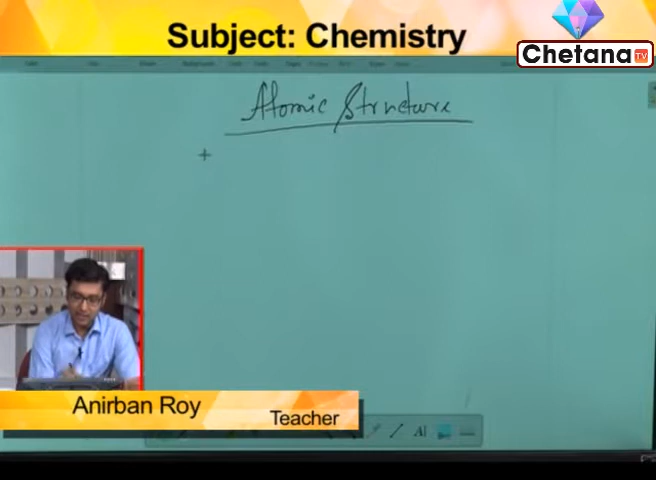 Subject: Chemistry
Chetana TV
Atomic Structure
+
Anirban Roy
Teacher
A